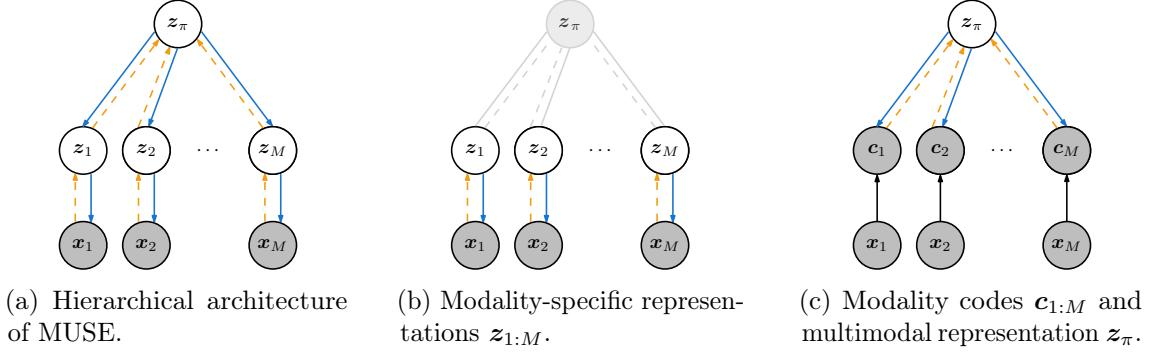 z_π z_π z_π
z_1 z_2 ··· z_M z_1 z_2 ··· z_M c_1 c_2 ··· c_M
x_1 x_2 x_M x_1 x_2 x_M x_1 x_2 x_M
(a) Hierarchical architecture
of MUSE.
(b) Modality-specific represen-
tations z_{1:M}.
(c) Modality codes c_{1:M} and
multimodal representation z_π.